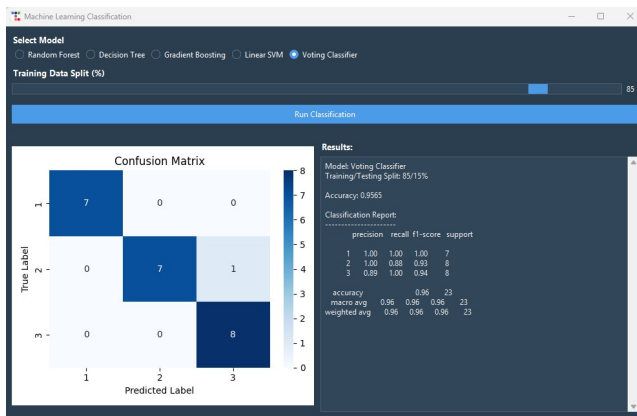 Machine Learning Classification
Select Model
Random Forest Decision Tree Gradient Boosting Linear SVM Voting Classifier
Training Data Split (%)
85
Run Classification
Confusion Matrix
1 7 0 0
2 0 7 1
3 0 0 8
1 2 3
True Label
Predicted Label
8
7
6
5
4
3
2
1
0
Results:
Model: Voting Classifier
Training/Testing Split: 85/15%
Accuracy: 0.9565
Classification Report:
----------------------
precision recall f1-score support
1 1.00 1.00 1.00 7
2 1.00 0.88 0.93 8
3 0.89 1.00 0.94 8
accuracy 0.96 23
macro avg 0.96 0.96 0.96 23
weighted avg 0.96 0.96 0.96 23